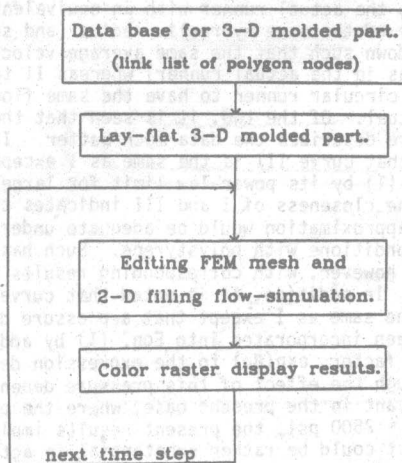 Data base for 3-D molded part.
(link list of polygon nodes)
Lay-flat 3-D molded part.
Editing FEM mesh and
2-D filling flow-simulation.
Color raster display results.
next time step